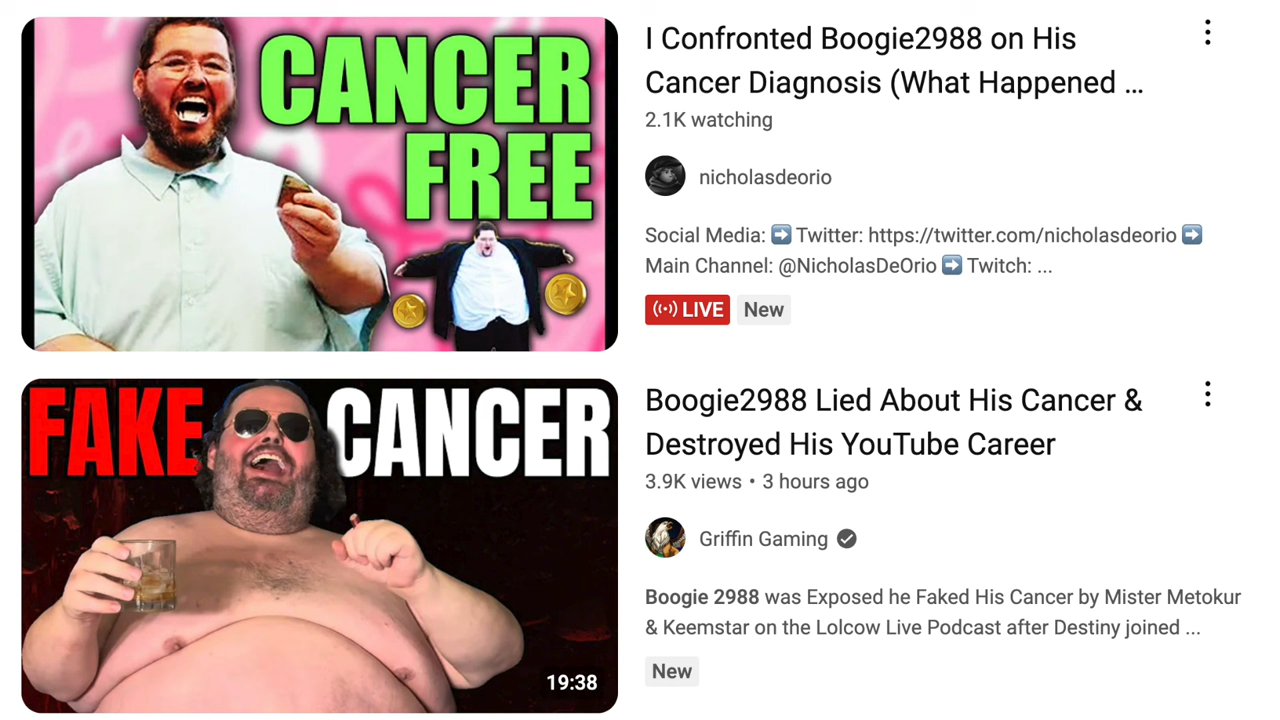 CANCER
FREE
I Confronted Boogie2988 on His
Cancer Diagnosis (What Happened ...
2.1K watching
nicholasdeorio
Social Media: ➡️ Twitter: https://twitter.com/nicholasdeorio ➡️
Main Channel: @NicholasDeOrio ➡️ Twitch: ...
LIVE New
FAKE CANCER
19:38
Boogie2988 Lied About His Cancer &
Destroyed His YouTube Career
3.9K views • 3 hours ago
Griffin Gaming
Boogie 2988 was Exposed he Faked His Cancer by Mister Metokur
& Keemstar on the Lolcow Live Podcast after Destiny joined ...
New